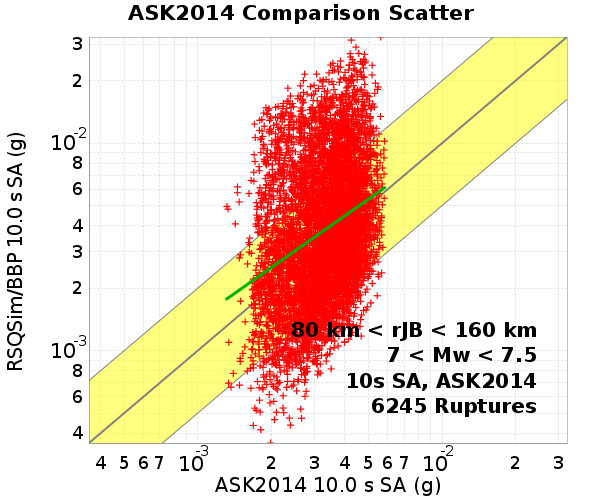 ASK2014 Comparison Scatter
RSQSim/BBP 10.0 s SA (g)
3
2
10-2
8
6
4
3
2
10-3
8
6
4
80 km < rJB < 160 km
7 < Mw < 7.5
10s SA, ASK2014
6245 Ruptures
4 5 6 7 10-3 2 3 4 5 6 7 10-2 2 3
ASK2014 10.0 s SA (g)